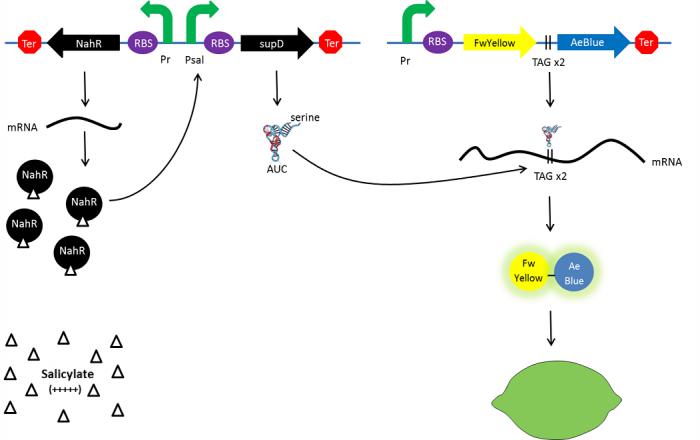 Ter NahR RBS RBS supD Ter
Pr Psal
RBS FwYellow AeBlue Ter
Pr TAG x2
mRNA
serine
AUC
mRNA
TAG x2
NahR
NahR
NahR
NahR
Fw
Yellow
Ae
Blue
Salicylate
(+++++)